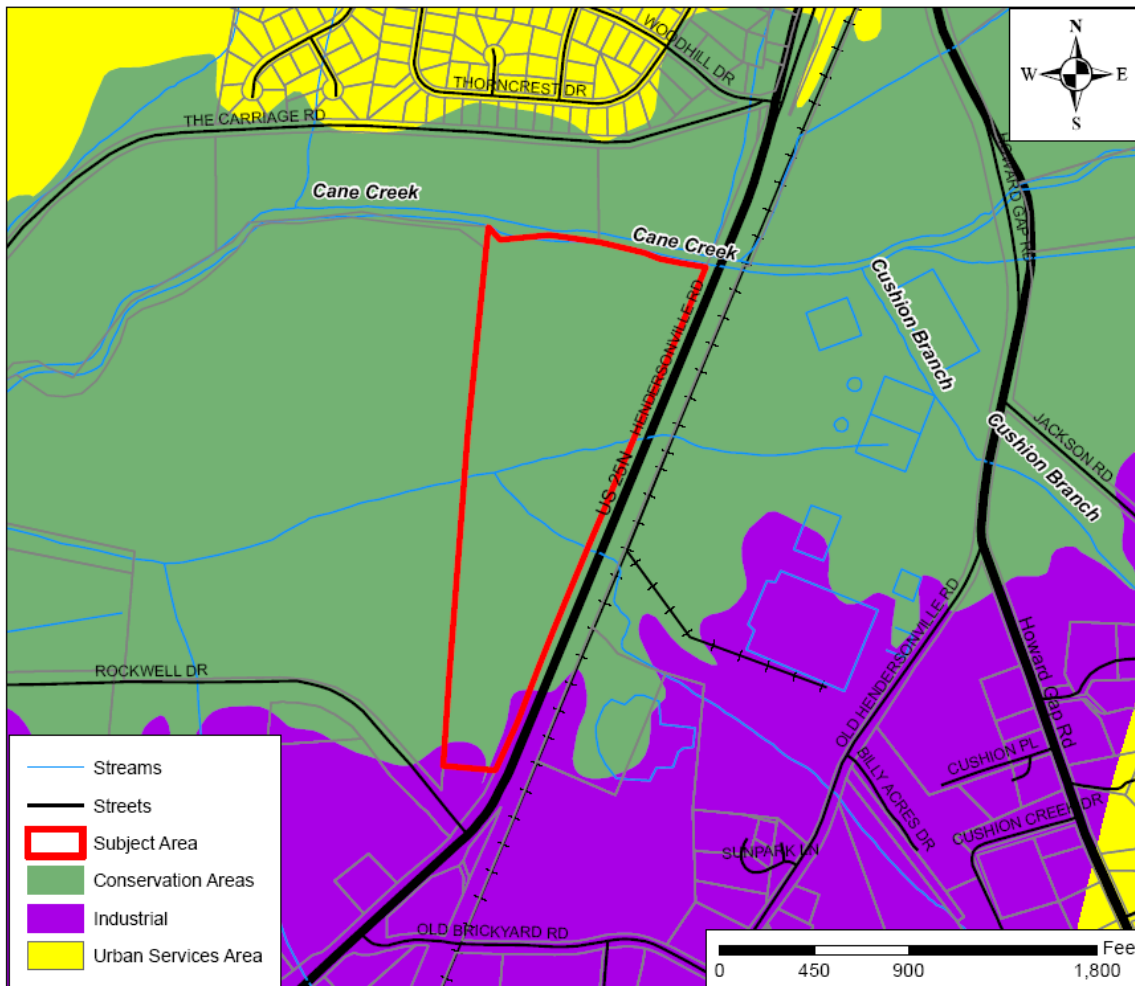 WOODHILL DR
THORNCREST DR
THE CARRIAGE RD
N
W E
S
HOWARD GAP RD
Cane Creek
Cane Creek
Cushion Branch
US 25N HENDERSONVILLE RD
JACKSON RD
Cushion Branch
ROCKWELL DR
OLD HENDERSONVILLE RD
Howard Gap Rd
CUSHION PL
BILLY ACRES DR
CUSHION CREEK DR
SUNPARK LN
OLD BRICKYARD RD
Streams
Streets
Subject Area
Conservation Areas
Industrial
Urban Services Area
Fee
0 450 900 1,800